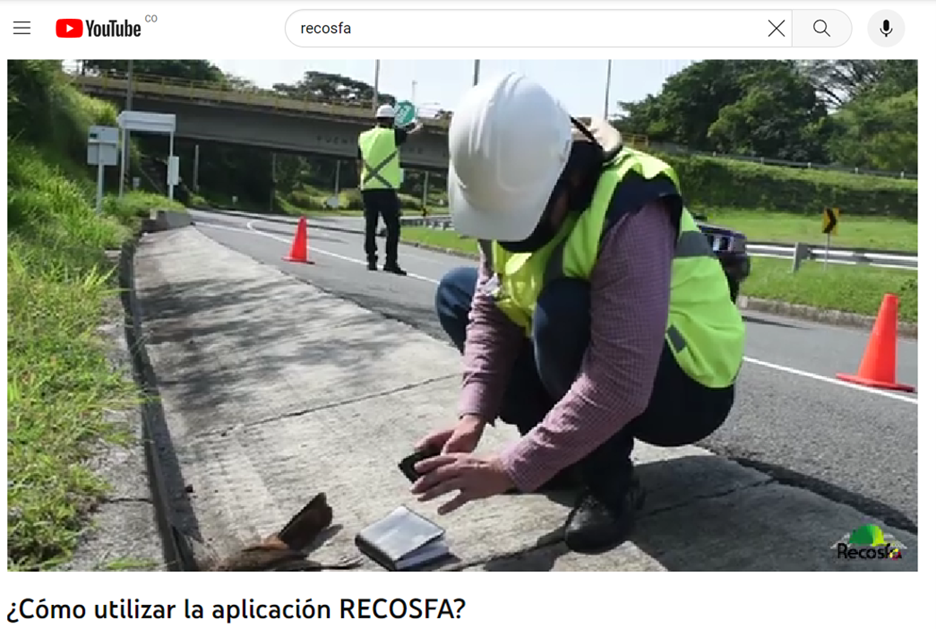 YouTube CO
recosfa
Recosfa
¿Cómo utilizar la aplicación RECOSFA?